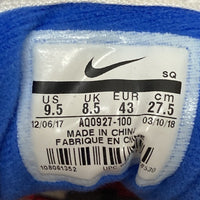 SQ
US UK EUR cm
9.5 8.5 43 27.5
12/06/17 AQ0927-100 03/10/18
MADE IN CHINA
FABRIQUE EN CHINE
UPC